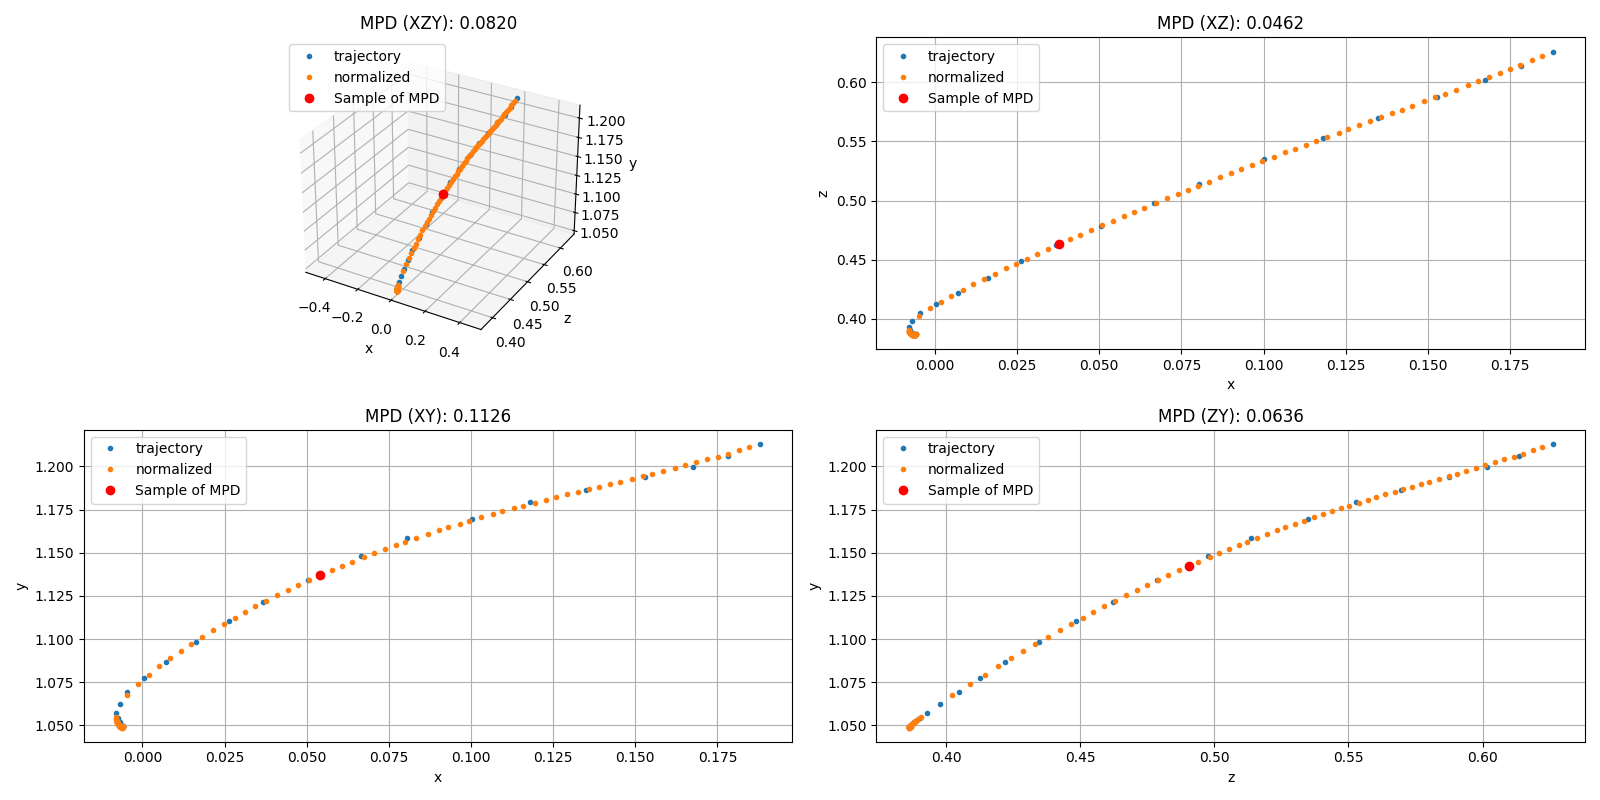 MPD (XZY): 0.0820
trajectory
normalized
Sample of MPD
1.200
1.175
1.150
1.125
1.100
1.075
1.050
y
0.60
0.55
0.50
0.45
0.40
z
−0.4
−0.2
0.0
0.2
0.4
x
MPD (XZ): 0.0462
trajectory
normalized
Sample of MPD
0.60
0.55
0.50
0.45
0.40
z
0.000 0.025 0.050 0.075 0.100 0.125 0.150 0.175
x
MPD (XY): 0.1126
trajectory
normalized
Sample of MPD
1.200
1.175
1.150
1.125
1.100
1.075
1.050
y
0.000 0.025 0.050 0.075 0.100 0.125 0.150 0.175
x
MPD (ZY): 0.0636
trajectory
normalized
Sample of MPD
1.200
1.175
1.150
1.125
1.100
1.075
1.050
y
0.40 0.45 0.50 0.55 0.60
z